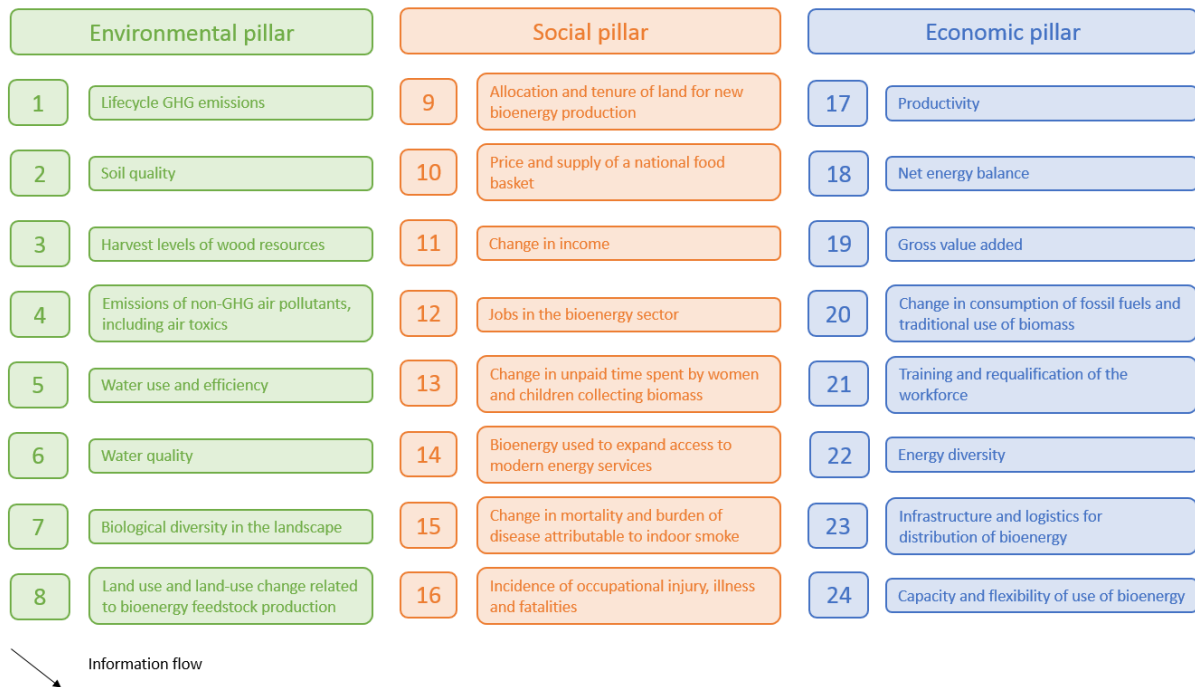 Environmental pillar
Social pillar
Economic pillar
1
Lifecycle GHG emissions
2
Soil quality
3
Harvest levels of wood resources
4
Emissions of non-GHG air pollutants,
including air toxics
5
Water use and efficiency
6
Water quality
7
Biological diversity in the landscape
8
Land use and land-use change related
to bioenergy feedstock production
9
Allocation and tenure of land for new
bioenergy production
10
Price and supply of a national food
basket
11
Change in income
12
Jobs in the bioenergy sector
13
Change in unpaid time spent by women
and children collecting biomass
14
Bioenergy used to expand access to
modern energy services
15
Change in mortality and burden of
disease attributable to indoor smoke
16
Incidence of occupational injury, illness
and fatalities
17
Productivity
18
Net energy balance
19
Gross value added
20
Change in consumption of fossil fuels and
traditional use of biomass
21
Training and requalification of the
workforce
22
Energy diversity
23
Infrastructure and logistics for
distribution of bioenergy
24
Capacity and flexibility of use of bioenergy
Information flow